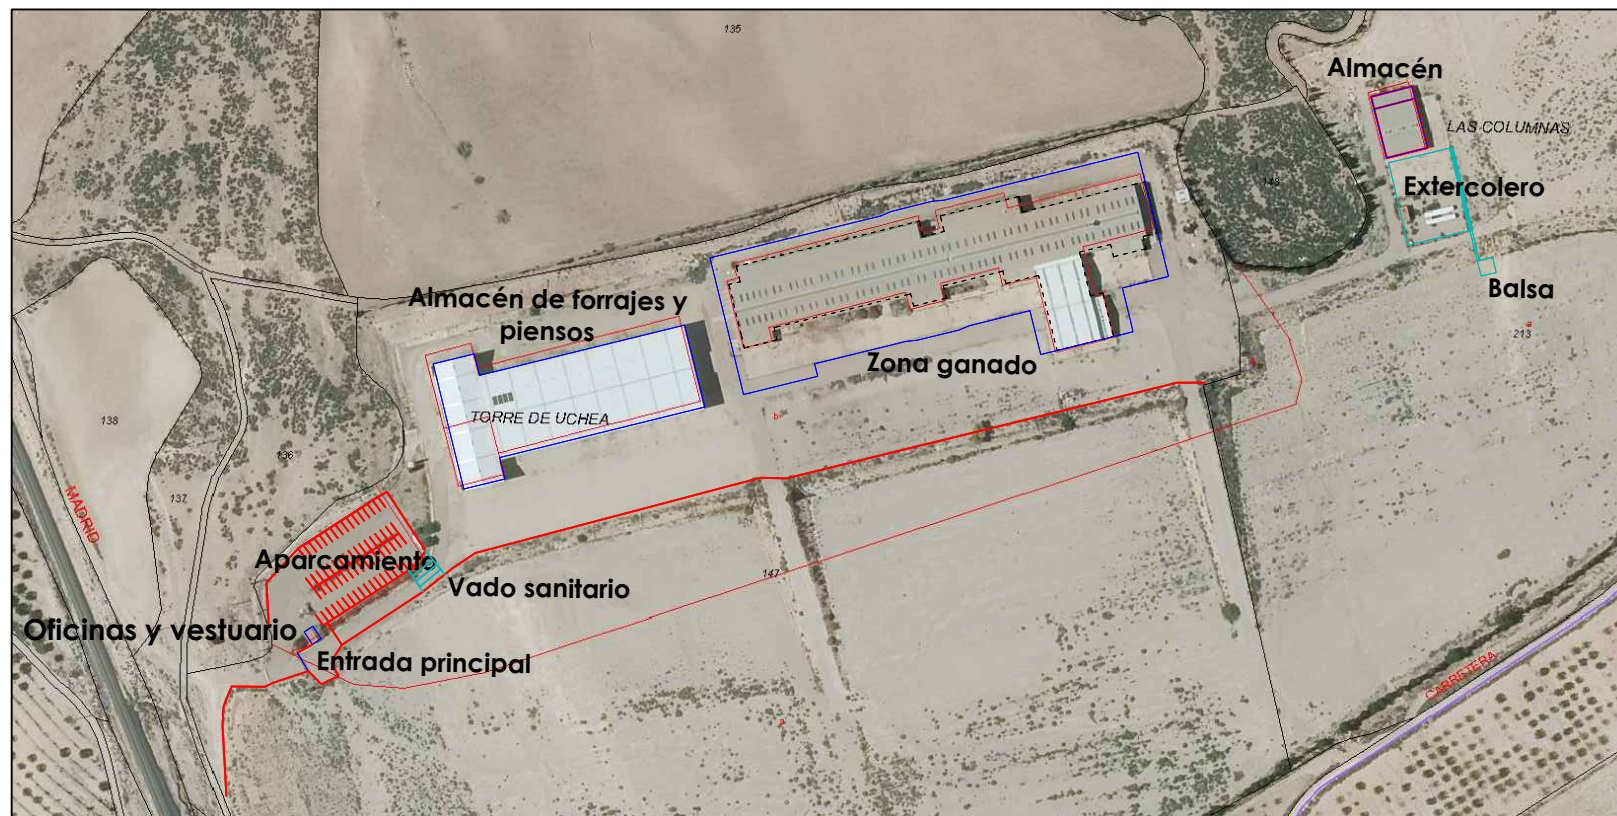 135
Almacén
LAS COLUMNAS
143
Extercolero
Balsa
a
213
Almacén de forrajes y
piensos
Zona ganado
TORRE DE UCHEA
b
138
136
137
MADRID
Aparcamiento
Vado sanitario
147
Oficinas y vestuario
Entrada principal
CARRETERA
a